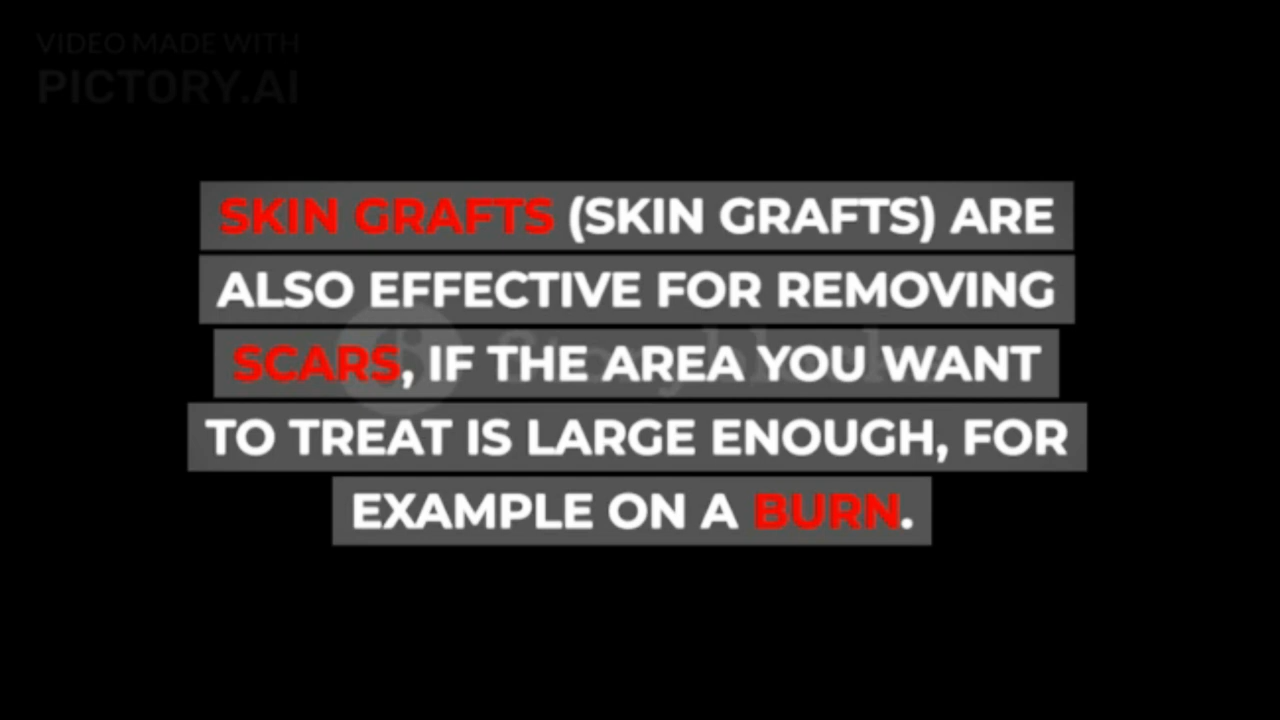 VIDEO MADE WITH
PICTORY.AI
SKIN GRAFTS (SKIN GRAFTS) ARE
ALSO EFFECTIVE FOR REMOVING
SCARS, IF THE AREA YOU WANT
TO TREAT IS LARGE ENOUGH, FOR
EXAMPLE ON A BURN.